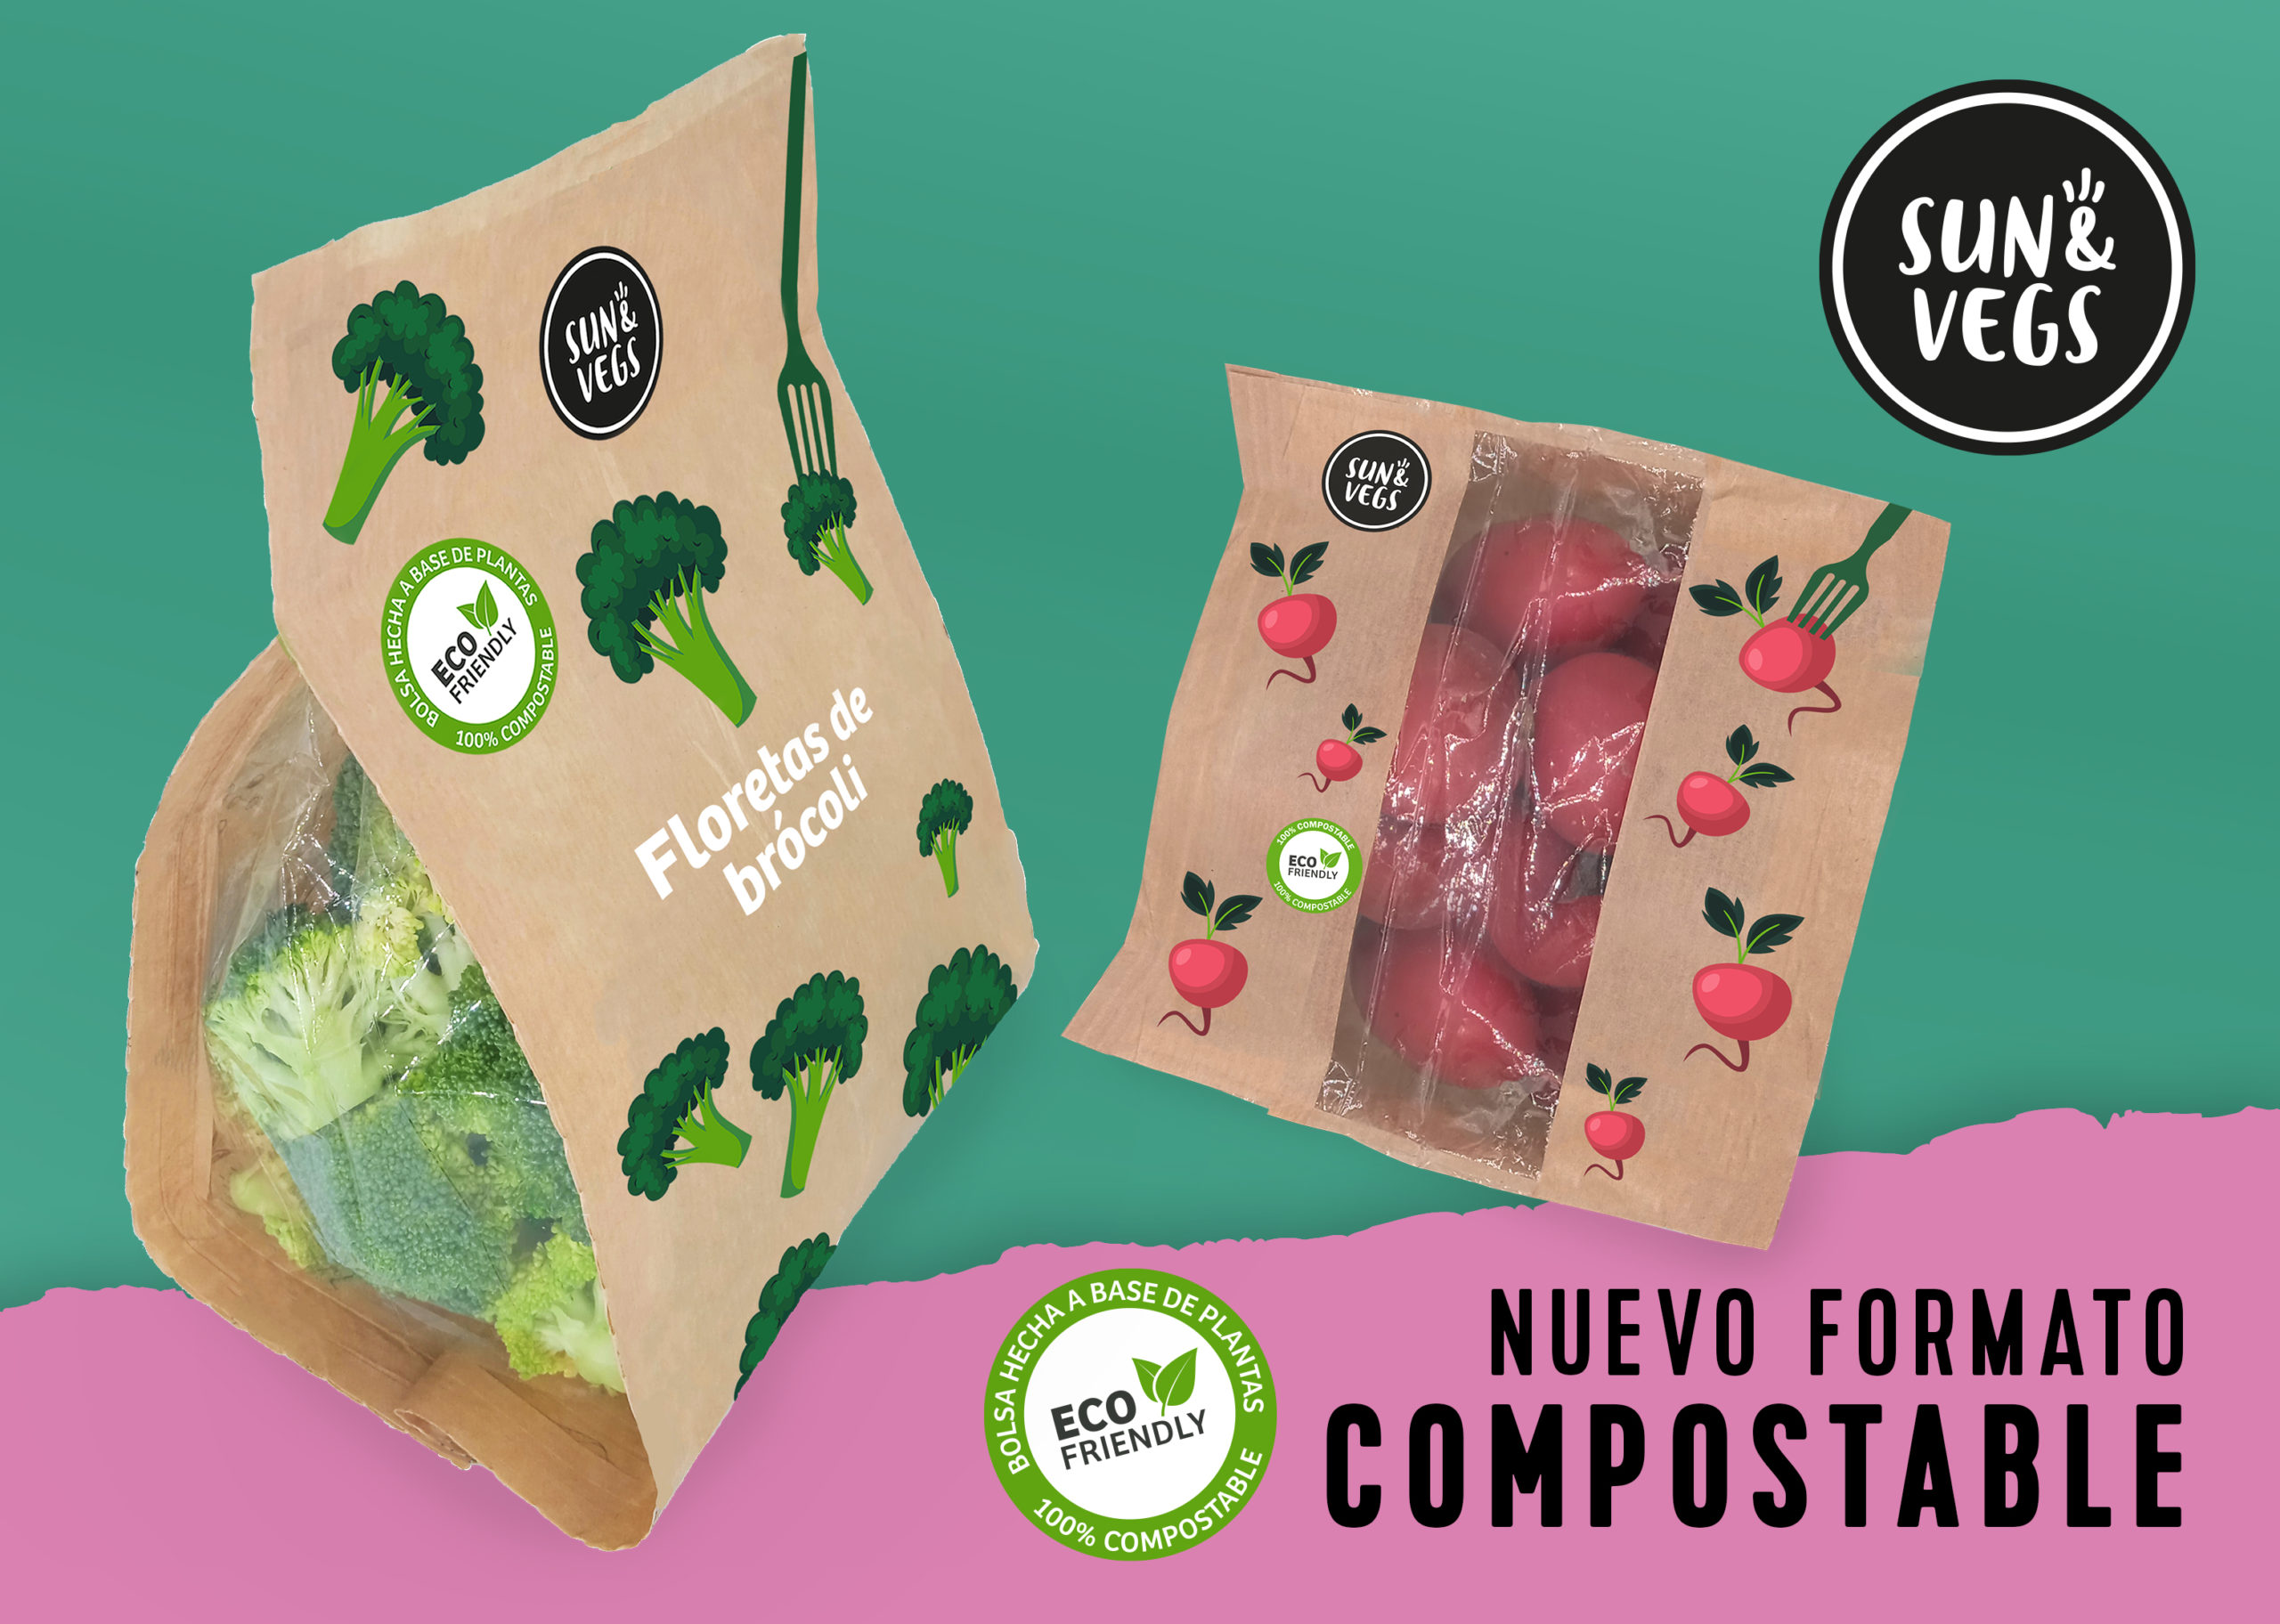 SUN&
VEGS
SUN&
VEGS
BOLSA HECHA A BASE DE PLANTAS
ECO
FRIENDLY
100% COMPOSTABLE
Floretas de
brócoli
SUN&
VEGS
100% COMPOSTABLE
ECO
FRIENDLY
100% COMPOSTABLE
BOLSA HECHA A BASE DE PLANTAS
ECO
FRIENDLY
100% COMPOSTABLE
NUEVO FORMATO
COMPOSTABLE